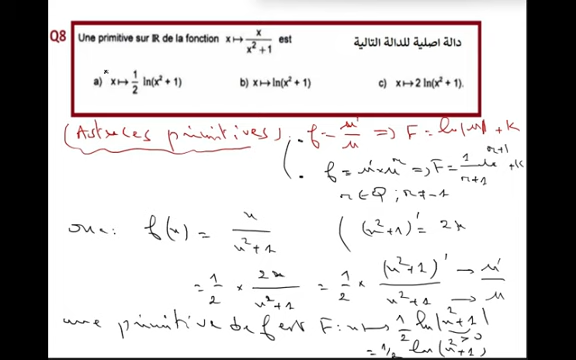 Q8 Une primitive sur ℝ de la fonction x ↦ x/(x²+1) est دالة اصلية للدالة التالية
a) x ↦ 1/2 ln(x² + 1) b) x ↦ ln(x² + 1) c) x ↦ 2 ln(x² + 1).
(Astuces primitives) . f = u'/u => F = ln|u| + k
. f = u' × uⁿ => F = 1/(n+1) uⁿ⁺¹ + k
n ∈ Q ; n ≠ -1
on a : f(x) = x/(x²+1) ( (x²+1)' = 2x
= 1/2 × 2x/(x²+1) = 1/2 × (x²+1)'/(x²+1) → u' → u
une primitive de f est F : x ↦ 1/2 ln|x²+1| >0
= 1/2 ln(x²+1)